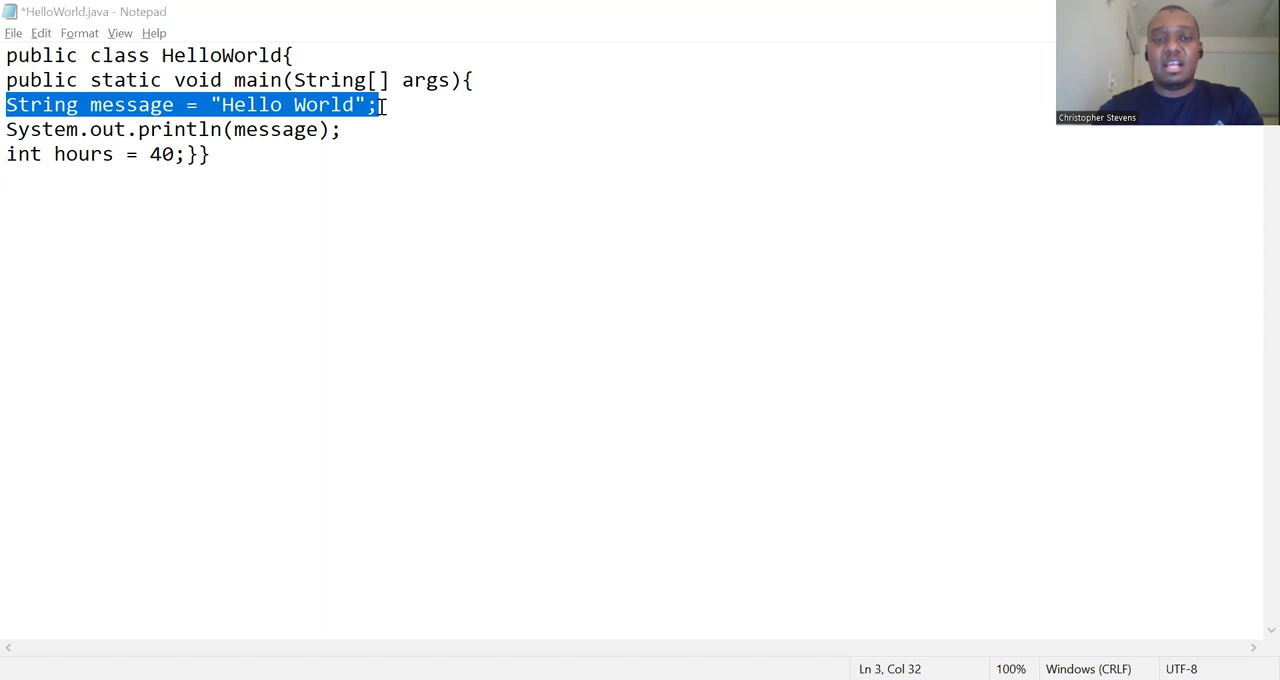 *HelloWorld.java - Notepad
File Edit Format View Help
public class HelloWorld{
public static void main(String[] args){
String message = "Hello World";
System.out.println(message);
int hours = 40;}}
Christopher Stevens
Ln 3, Col 32 100% Windows (CRLF) UTF-8